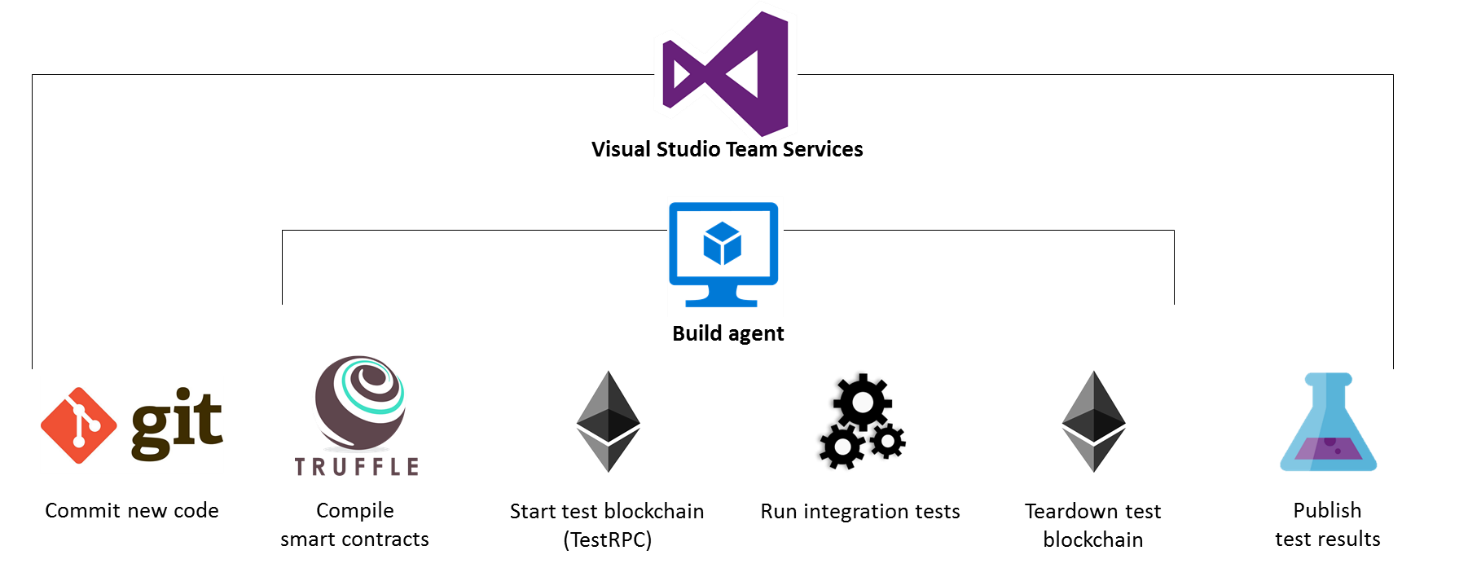 Visual Studio Team Services
Build agent
git
TRUFFLE
Commit new code
Compile
smart contracts
Start test blockchain
(TestRPC)
Run integration tests
Teardown test
blockchain
Publish
test results